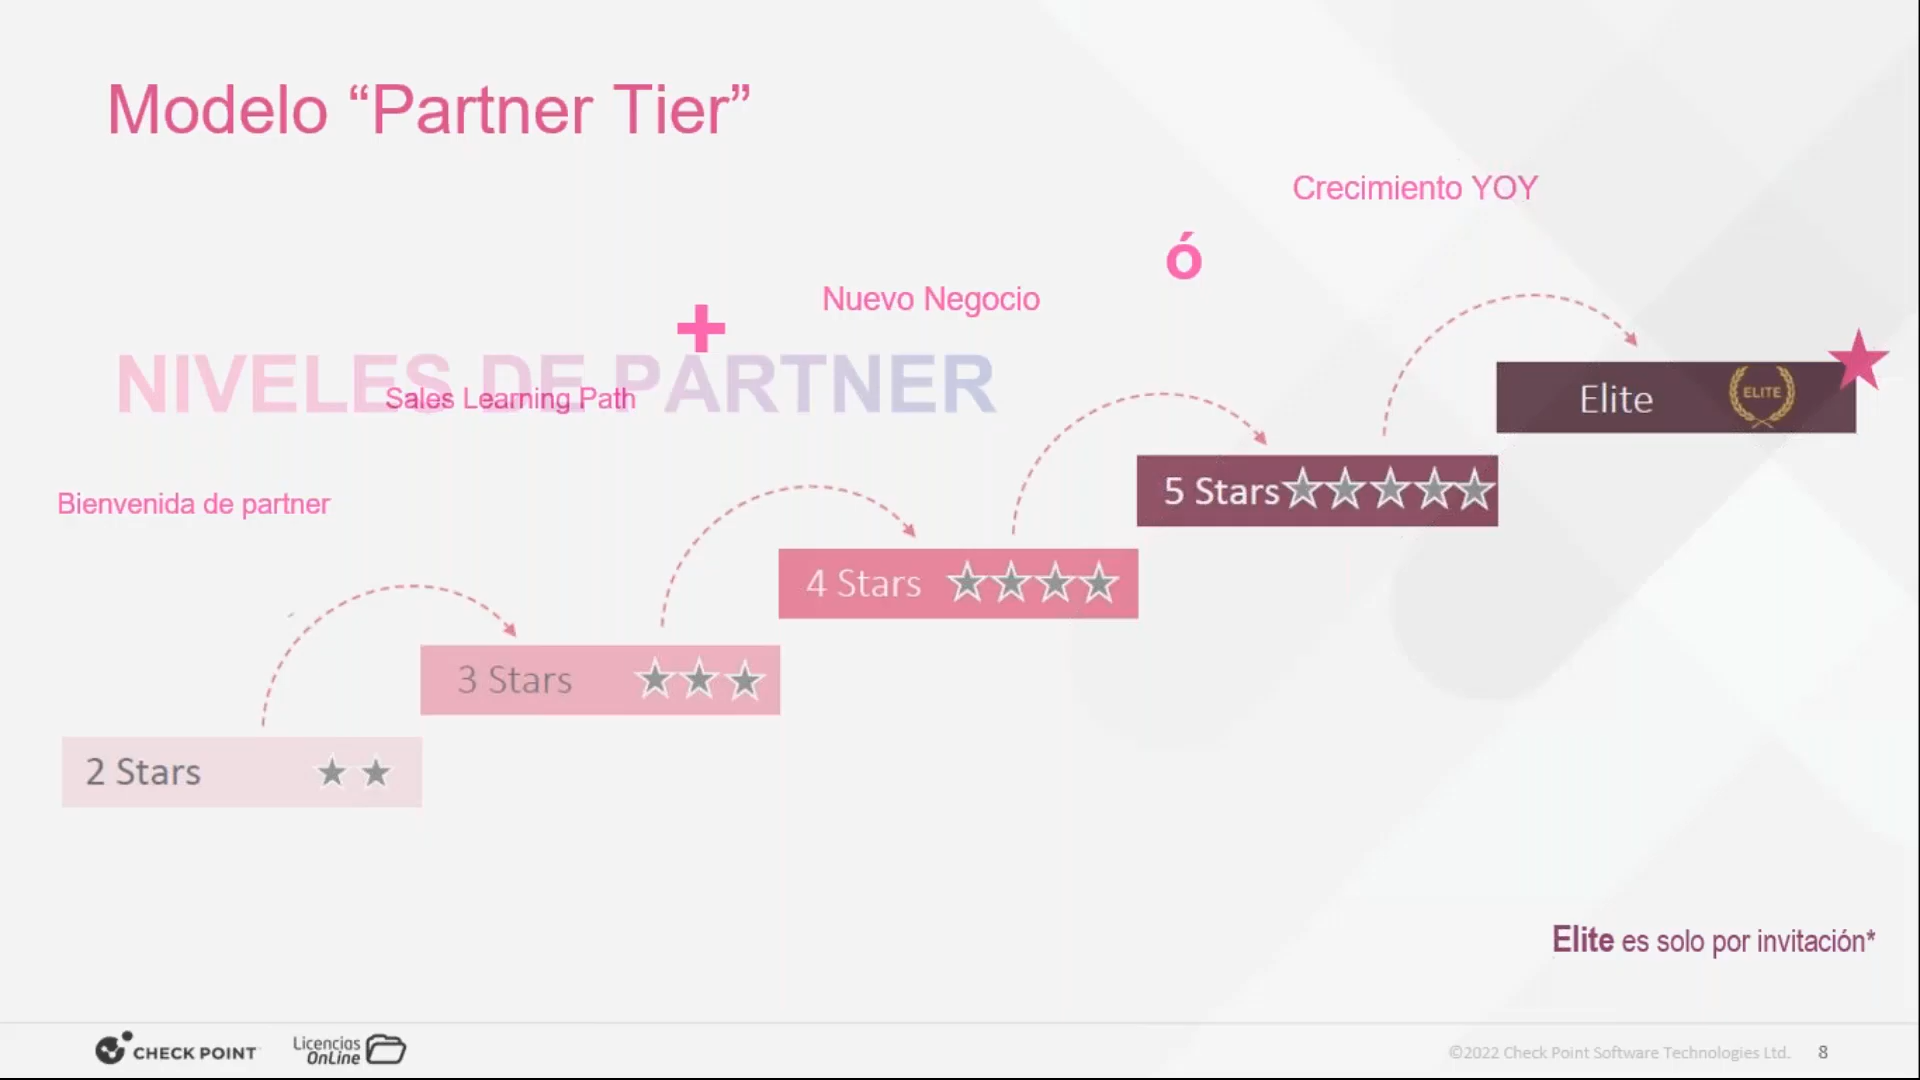 Modelo “Partner Tier”
Crecimiento YOY
ó
Nuevo Negocio
+
NIVELES DE PARTNER
Sales Learning Path
Elite
ELITE
5 Stars
Bienvenida de partner
4 Stars
3 Stars
2 Stars
Elite es solo por invitación*
CHECK POINT
Licencias
OnLine
©2022 Check Point Software Technologies Ltd.
8